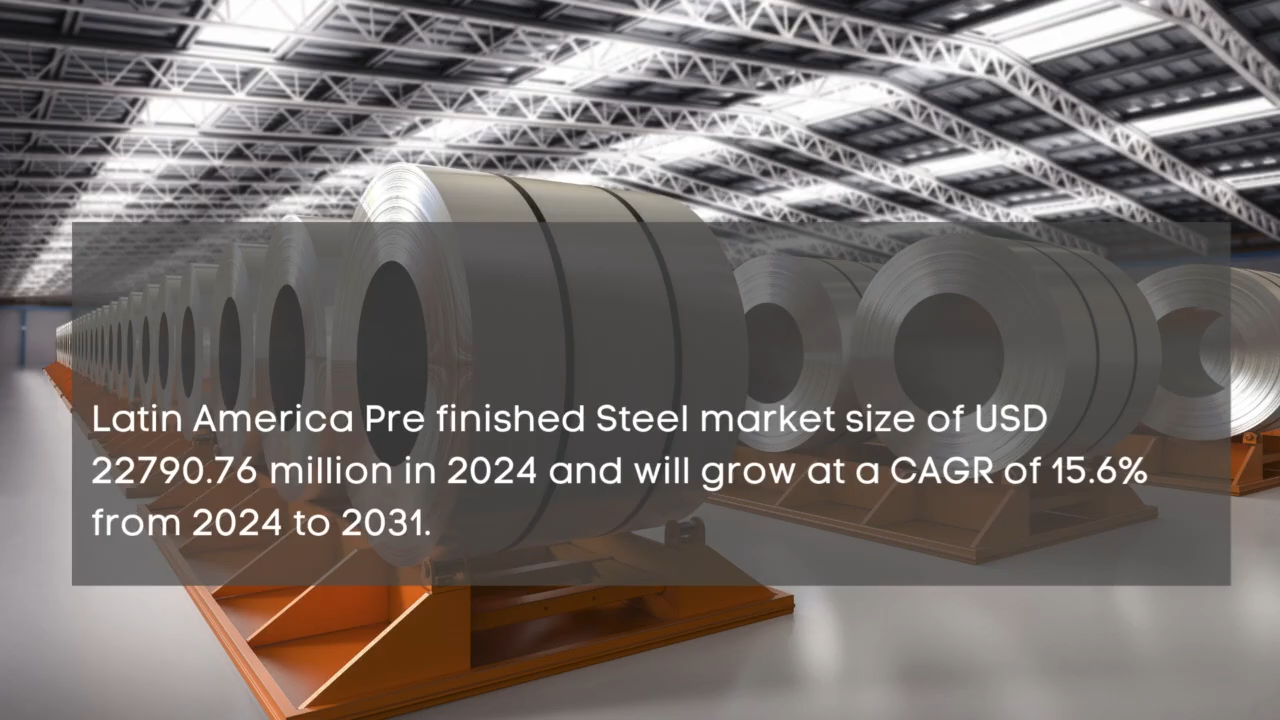 Latin America Pre finished Steel market size of USD
22790.76 million in 2024 and will grow at a CAGR of 15.6%
from 2024 to 2031.